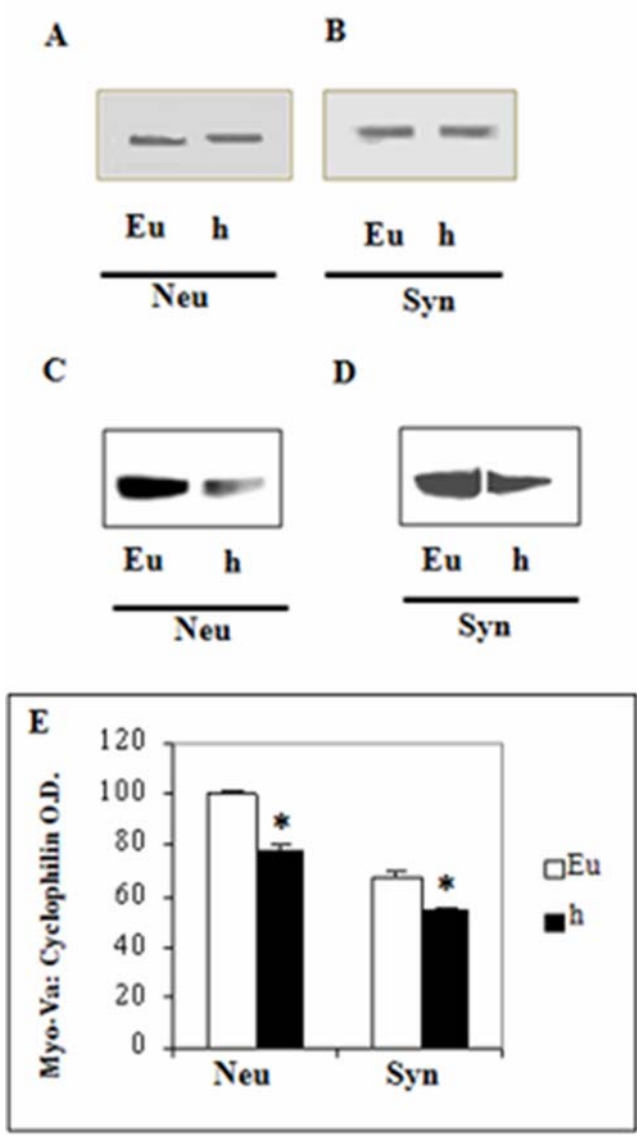 A B
Eu h Eu h
Neu Syn
C D
Eu h Eu h
Neu Syn
E
Myo-Va: Cyclophilin O.D.
120
100
80
60
40
20
0
* *
Neu Syn
Eu
h